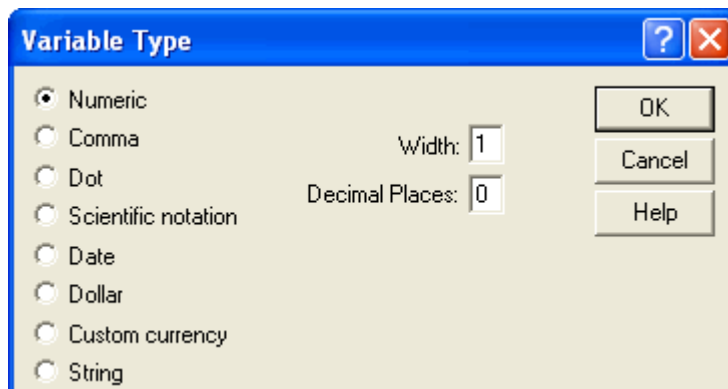 Variable Type
Numeric
Comma
Dot
Scientific notation
Date
Dollar
Custom currency
String
Width: 1
Decimal Places: 0
OK
Cancel
Help